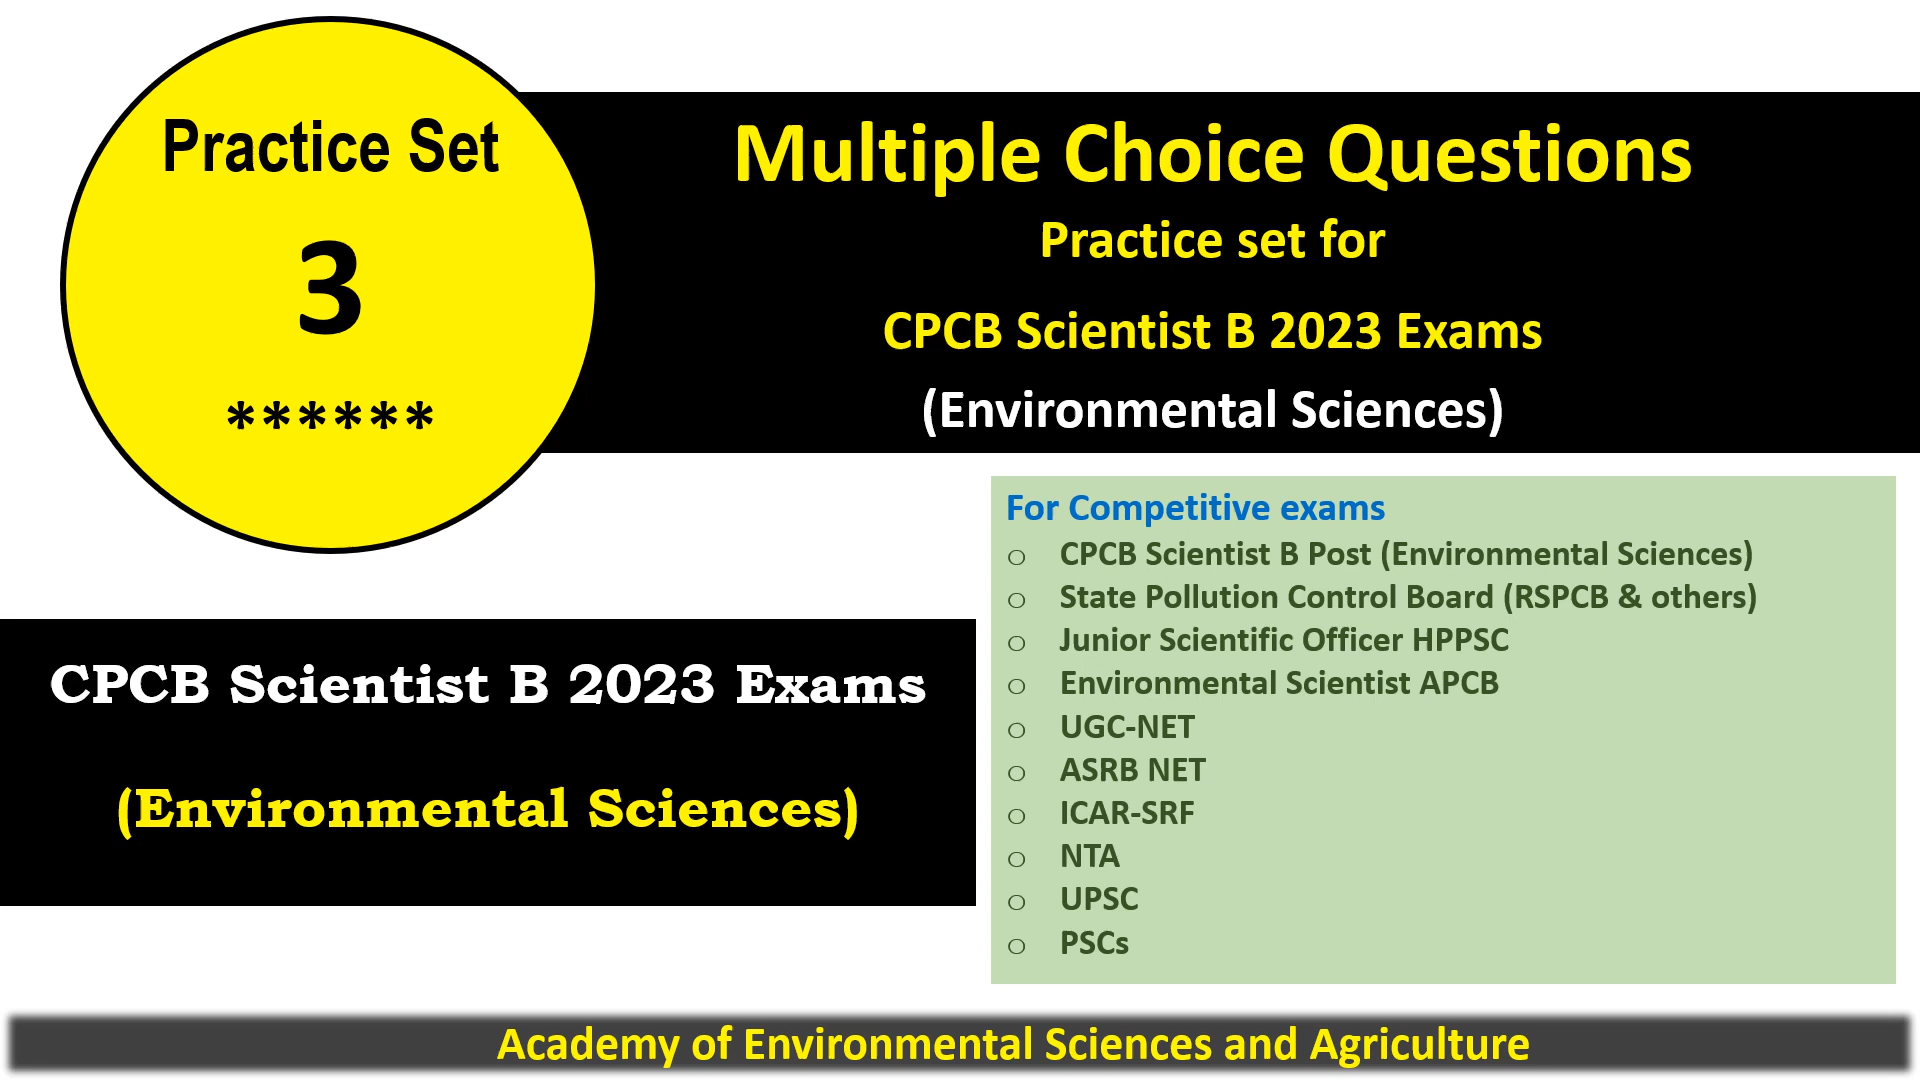 Practice Set
3
******
Multiple Choice Questions
Practice set for
CPCB Scientist B 2023 Exams
(Environmental Sciences)
For Competitive exams
o CPCB Scientist B Post (Environmental Sciences)
o State Pollution Control Board (RSPCB & others)
o Junior Scientific Officer HPPSC
o Environmental Scientist APCB
o UGC-NET
o ASRB NET
o ICAR-SRF
o NTA
o UPSC
o PSCs
CPCB Scientist B 2023 Exams
(Environmental Sciences)
Academy of Environmental Sciences and Agriculture